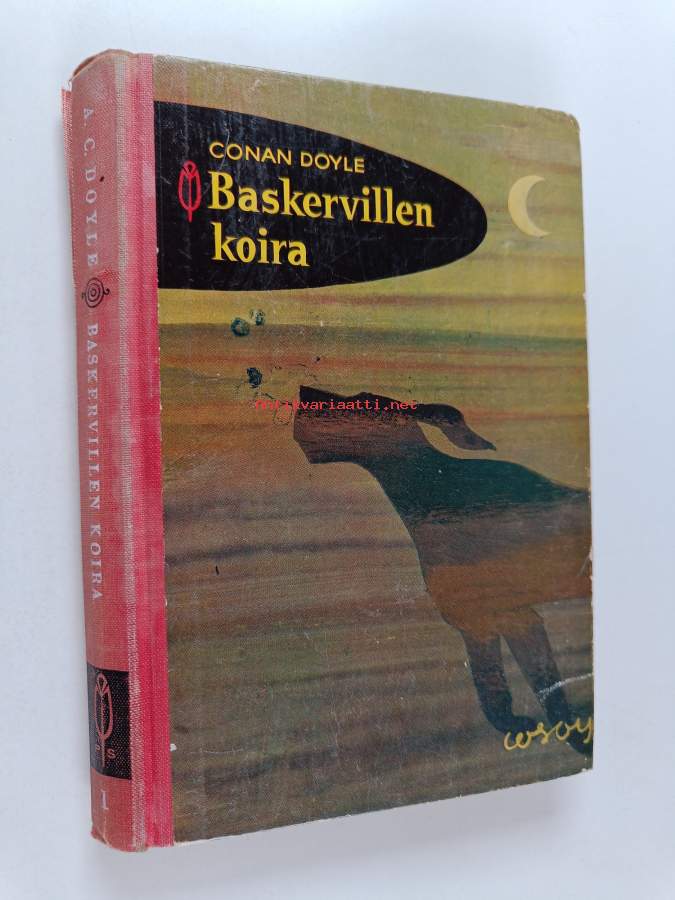 CONAN DOYLE
Baskervillen
koira
antikvariaatti.net
wsoy
A. C. DOYLE BASKERVILLEN KOIRA
P S
1